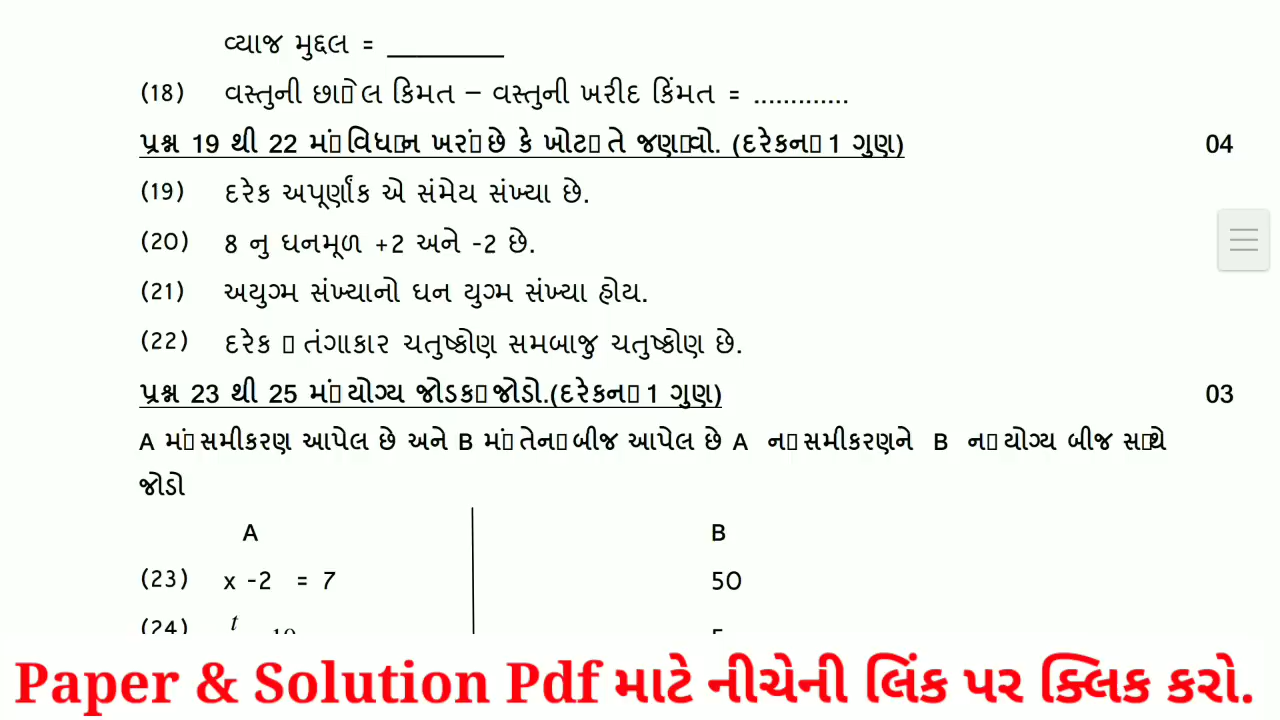 વ્યાજ મુદ્દલ = ________
(18) વસ્તુની છા▯ેલ કિમત – વસ્તુની ખરીદ કિંમત = .............
પ્રશ્ન 19 થી 22 માં વિધાન ખરાં છે કે ખોટા તે જણાવો. (દરેકના 1 ગુણ) 04
(19) દરેક અપૂર્ણાંક એ સંમેય સંખ્યા છે.
(20) 8 નુ ઘનમૂળ +2 અને -2 છે.
(21) અયુગ્મ સંખ્યાનો ઘન યુગ્મ સંખ્યા હોય.
(22) દરેક ▯તંગાકાર ચતુષ્કોણ સમબાજુ ચતુષ્કોણ છે.
પ્રશ્ન 23 થી 25 માં યોગ્ય જોડકા જોડો.(દરેકના 1 ગુણ) 03
A માં સમીકરણ આપેલ છે અને B માં તેના બીજ આપેલ છે A ના સમીકરણને B ના યોગ્ય બીજ સાથે
જોડો
A B
(23) x -2 = 7 50
(24) t
Paper & Solution Pdf માટે નીચેની લિંક પર ક્લિક કરો.